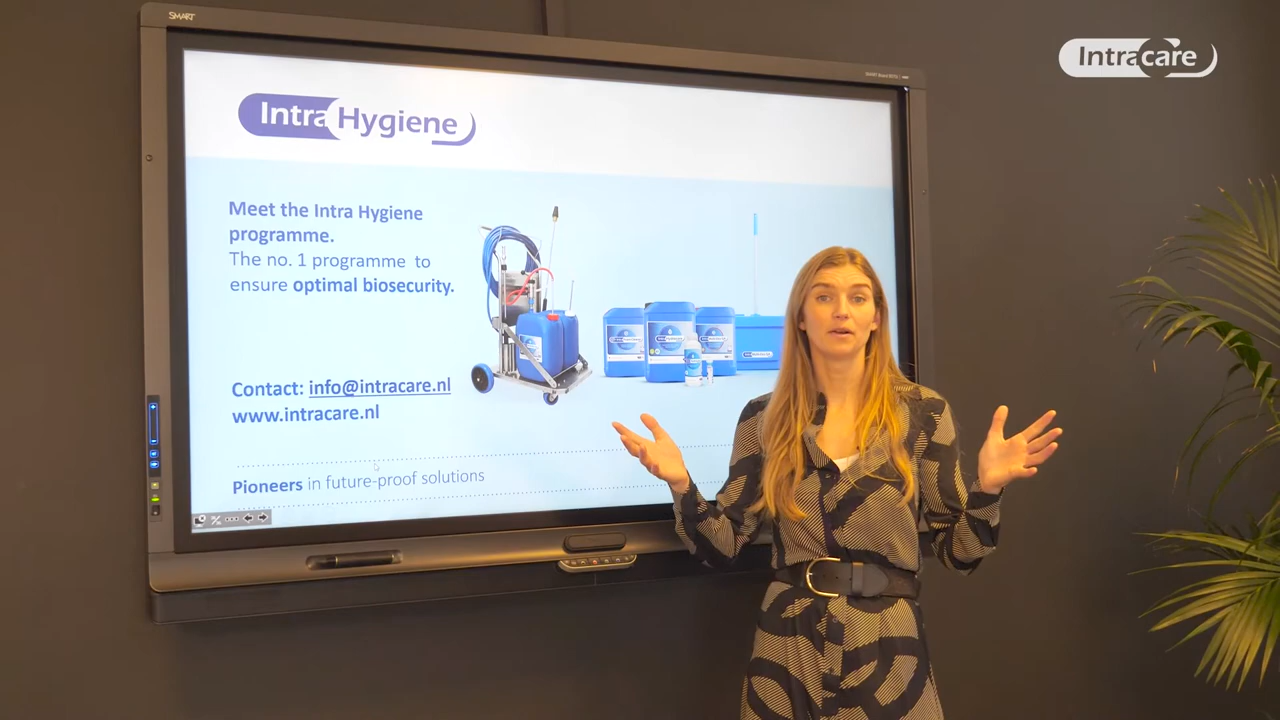 SMART
Intracare
Intra Hygiene
Meet the Intra Hygiene
programme.
The no. 1 programme to
ensure optimal biosecurity.
Contact: info@intracare.nl
www.intracare.nl
Pioneers in future-proof solutions